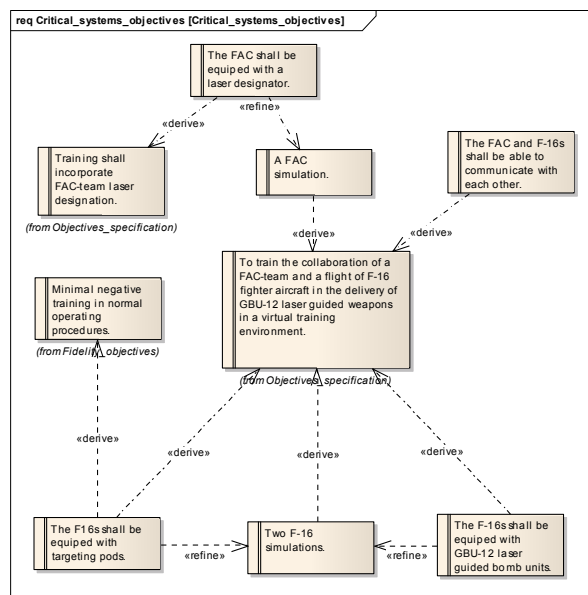 req Critical_systems_objectives [Critical_systems_objectives]
The FAC shall be
equiped with a
laser designator.
«derive»
«refine»
Training shall
incorporate
FAC-team laser
designation.
(from Objectives_specification)
A FAC
simulation.
The FAC and F-16s
shall be able to
communicate with
each other.
«derive»
«derive»
To train the collaboration of a
FAC-team and a flight of F-16
fighter aircraft in the delivery of
GBU-12 laser guided weapons
in a virtual training
environment.
(from Objectives_specification)
Minimal negative
training in normal
operating
procedures.
(from Fidelity_objectives)
«derive»
«derive»
«derive»
«derive»
The F16s shall be
equiped with
targeting pods.
«refine»
Two F-16
simulations.
«refine»
The F-16s shall be
equiped with
GBU-12 laser
guided bomb units.